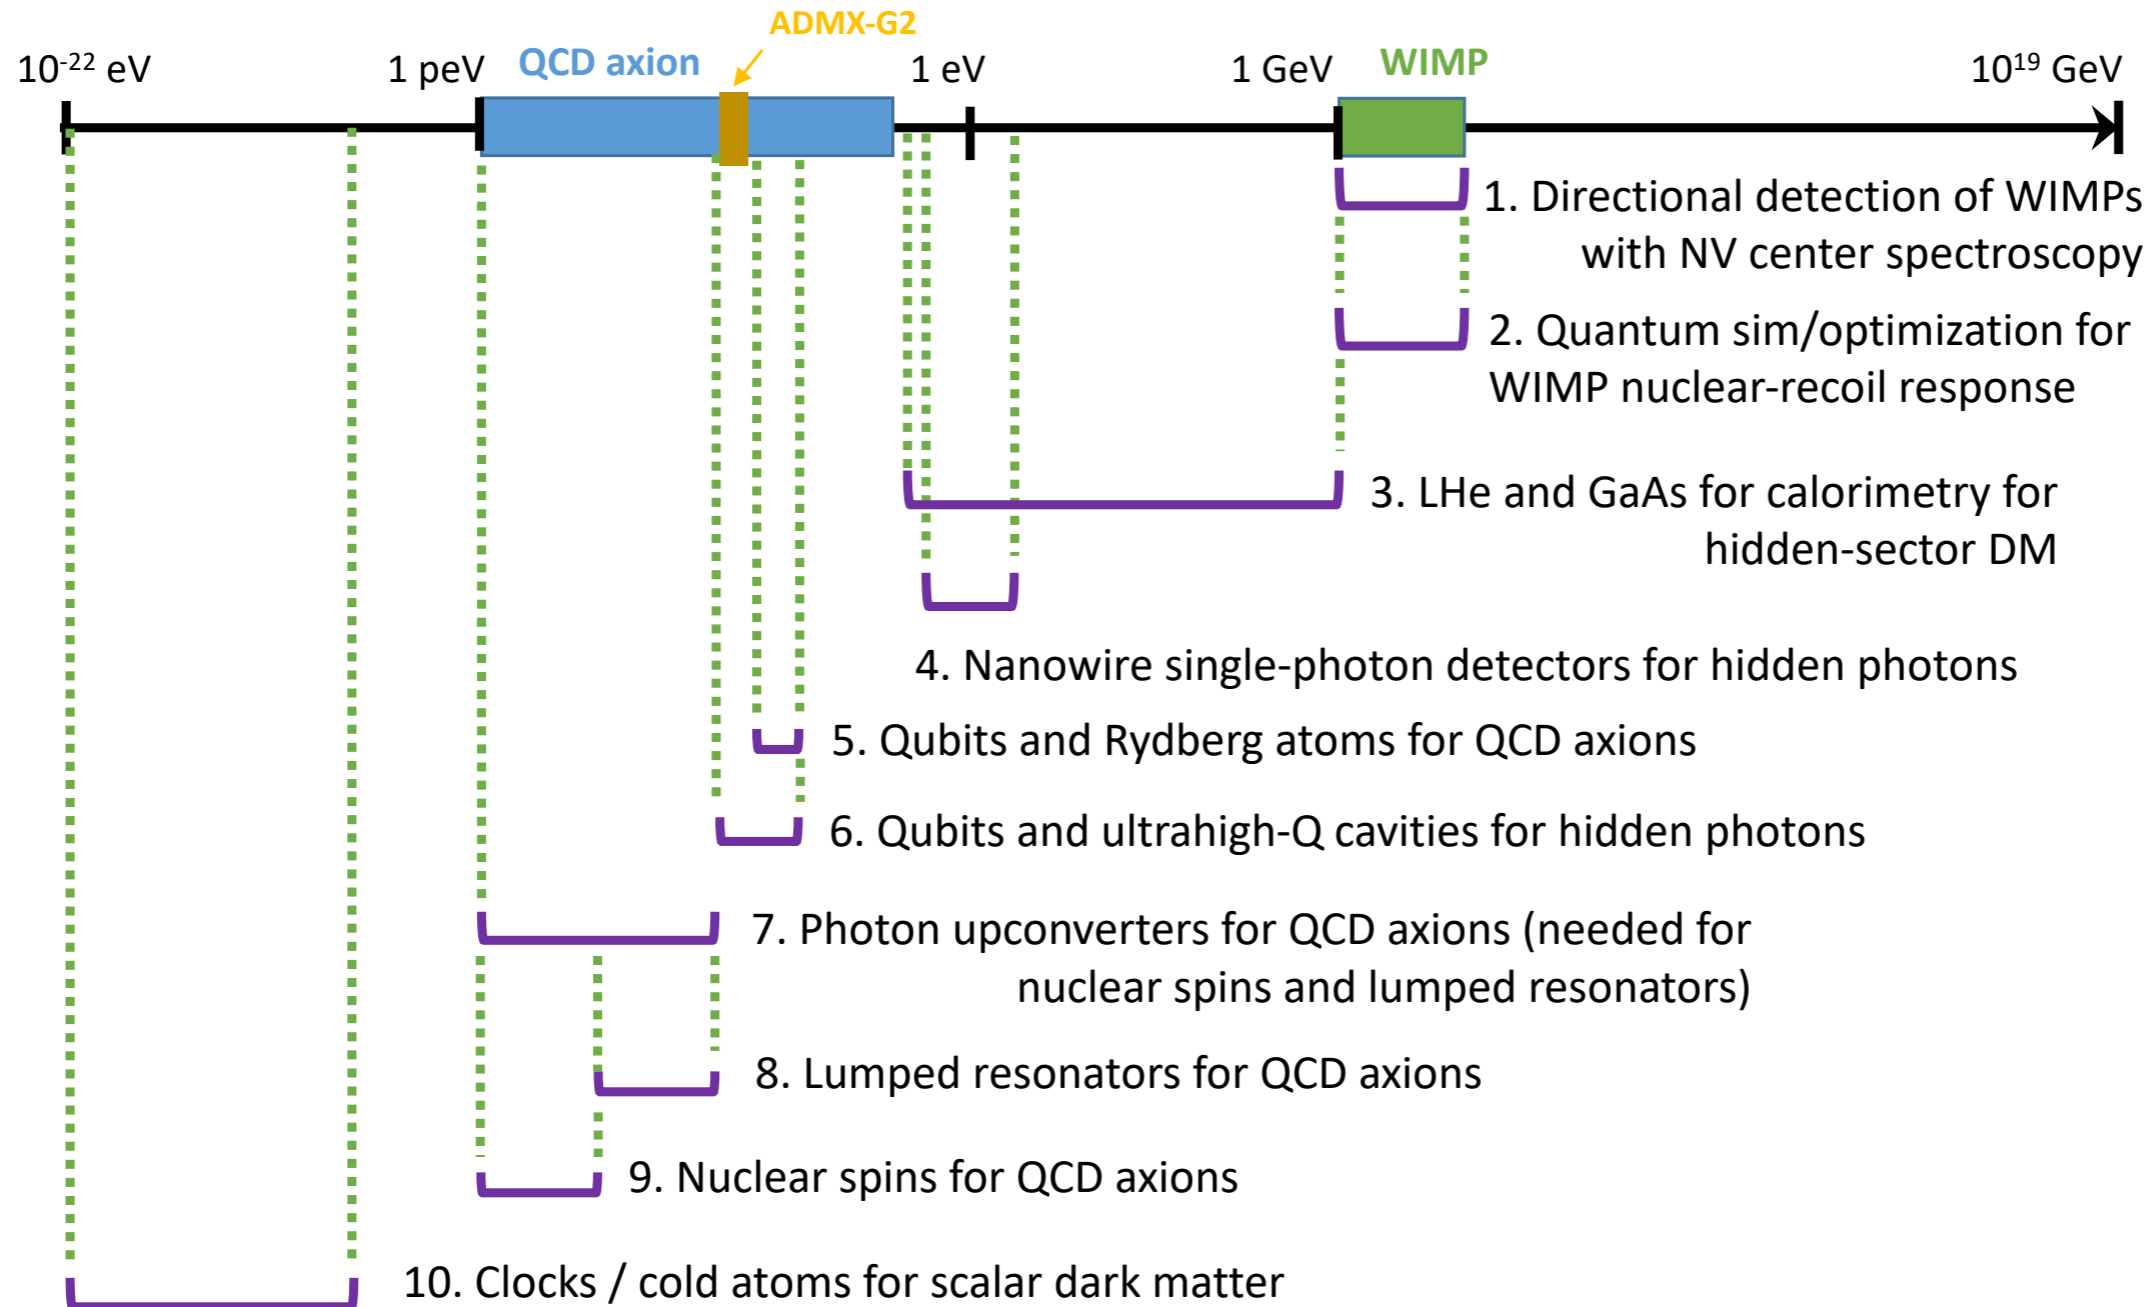 ADMX-G2
10⁻²² eV
1 peV
QCD axion
1 eV
1 GeV
WIMP
10¹⁹ GeV
1. Directional detection of WIMPs
with NV center spectroscopy
2. Quantum sim/optimization for
WIMP nuclear-recoil response
3. LHe and GaAs for calorimetry for
hidden-sector DM
4. Nanowire single-photon detectors for hidden photons
5. Qubits and Rydberg atoms for QCD axions
6. Qubits and ultrahigh-Q cavities for hidden photons
7. Photon upconverters for QCD axions (needed for
nuclear spins and lumped resonators)
8. Lumped resonators for QCD axions
9. Nuclear spins for QCD axions
10. Clocks / cold atoms for scalar dark matter